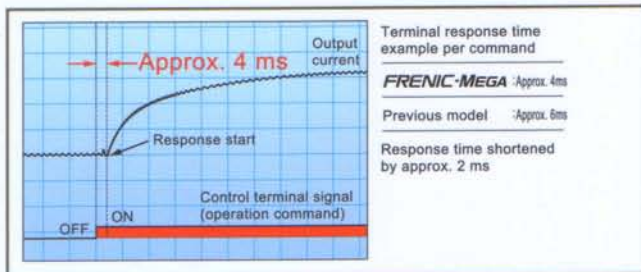 Approx. 4 ms
Output
current
Response start
Control terminal signal
(operation command)
ON
OFF
Terminal response time
example per command
FRENIC-MEGA :Approx. 4ms
Previous model :Approx. 6ms
Response time shortened
by approx. 2 ms